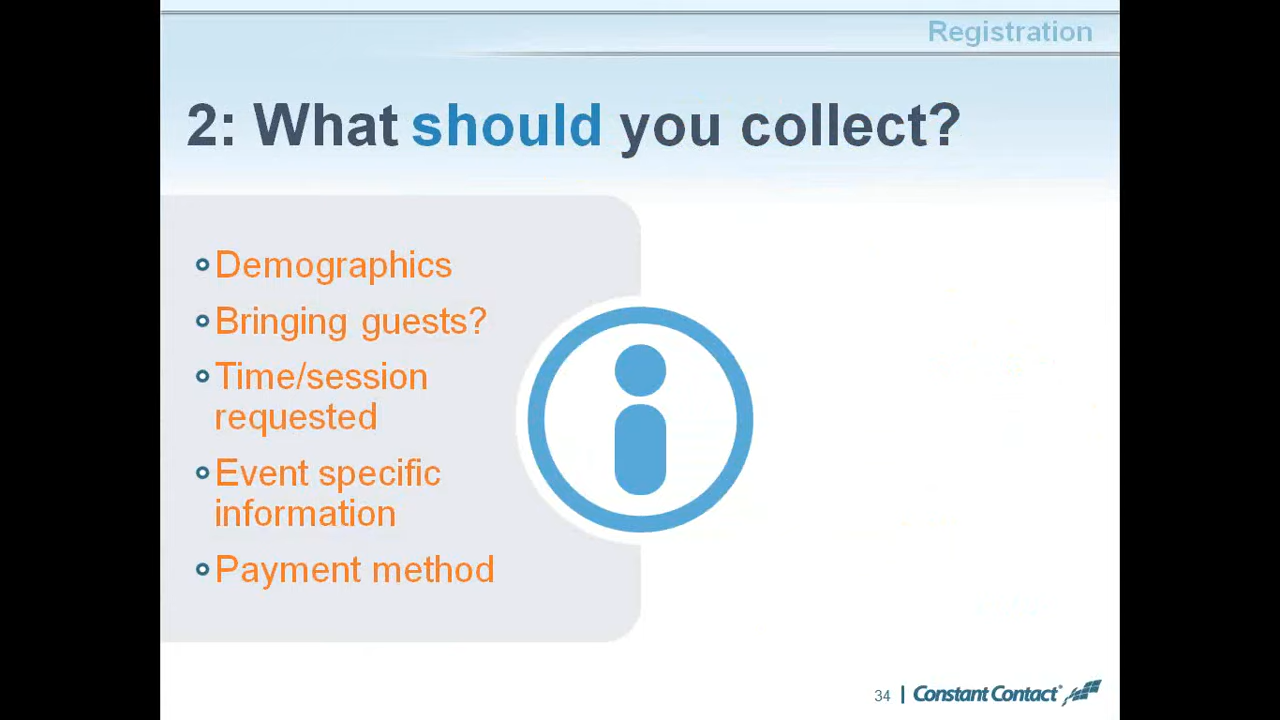 Registration
2: What should you collect?
Demographics
Bringing guests?
Time/session
requested
Event specific
information
Payment method
34 | Constant Contact®